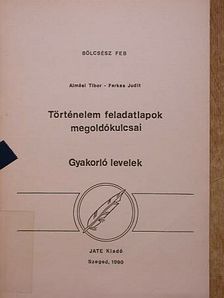 BÖLCSÉSZ FEB
Almási Tibor - Farkas Judit
Történelem feladatlapok
megoldókulcsai
Gyakorló levelek
JATE Kiadó
Szeged, 1990